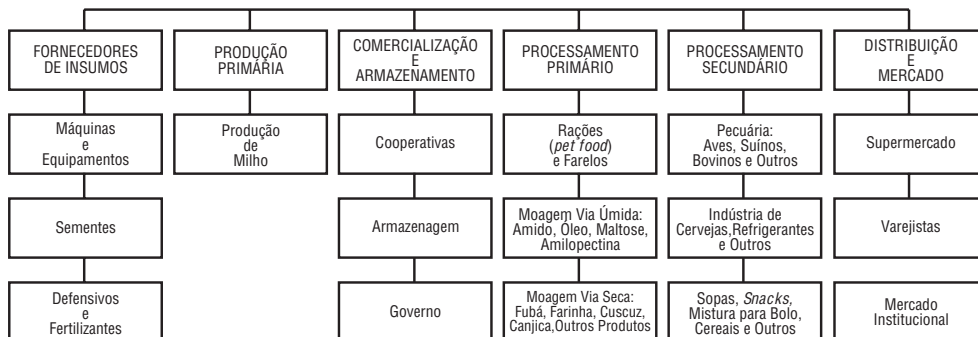 FORNECEDORES
DE INSUMOS
PRODUÇÃO
PRIMÁRIA
COMERCIALIZAÇÃO
E
ARMAZENAMENTO
PROCESSAMENTO
PRIMÁRIO
PROCESSAMENTO
SECUNDÁRIO
DISTRIBUIÇÃO
E
MERCADO
Máquinas
e
Equipamentos
Produção
de
Milho
Cooperativas
Rações
(pet food)
e Farelos
Pecuária:
Aves, Suínos,
Bovinos e Outros
Supermercado
Sementes
Armazenagem
Moagem Via Úmida:
Amido, Óleo, Maltose,
Amilopectina
Indústria de
Cervejas,Refrigerantes
e Outros
Varejistas
Defensivos
e
Fertilizantes
Governo
Moagem Via Seca:
Fubá, Farinha, Cuscuz,
Canjica,Outros Produtos
Sopas, Snacks,
Mistura para Bolo,
Cereais e Outros
Mercado
Institucional